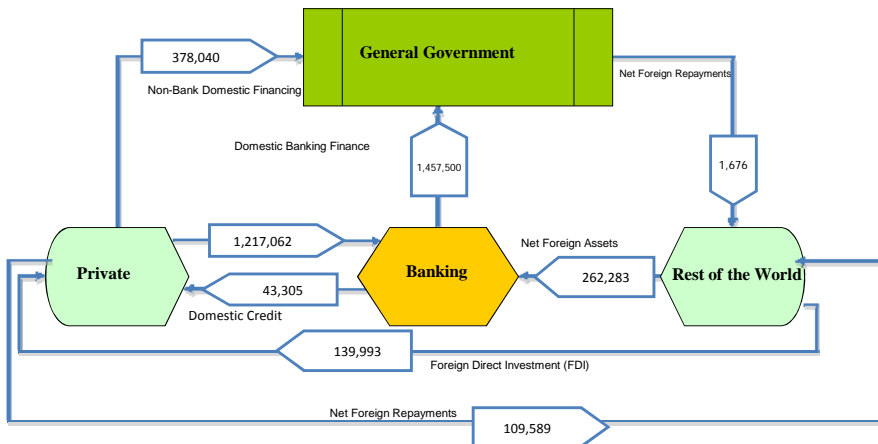 378,040
General Government
Net Foreign Repayments
Non-Bank Domestic Financing
Domestic Banking Finance
1,457,500
1,676
1,217,062
Net Foreign Assets
Private
Banking
262,283
Rest of the World
43,305
Domestic Credit
139,993
Foreign Direct Investment (FDI)
Net Foreign Repayments
109,589